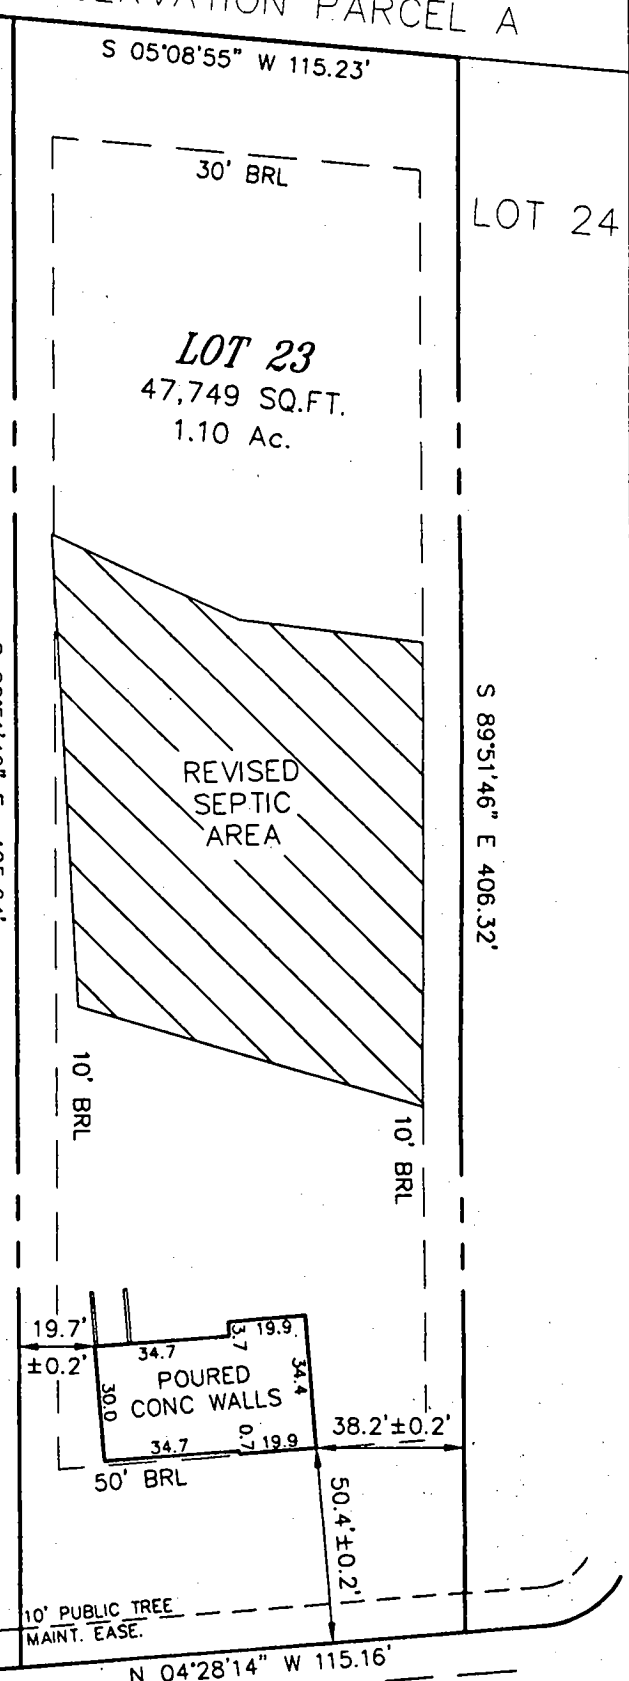 PARCEL A
S 05°08'55" W 115.23'
30' BRL
LOT 24
LOT 23
47,749 SQ.FT.
1.10 Ac.
S 89°51'46" E 406.32'
REVISED
SEPTIC
AREA
10' BRL
10' BRL
19.7'
±0.2'
34.7
3.7
19.9
30.0
POURED
CONC WALLS
34.4
38.2'±0.2'
34.7
0.7
19.9
50' BRL
50.4'±0.2'
10' PUBLIC TREE
MAINT. EASE.
N 04°28'14" W 115.16'